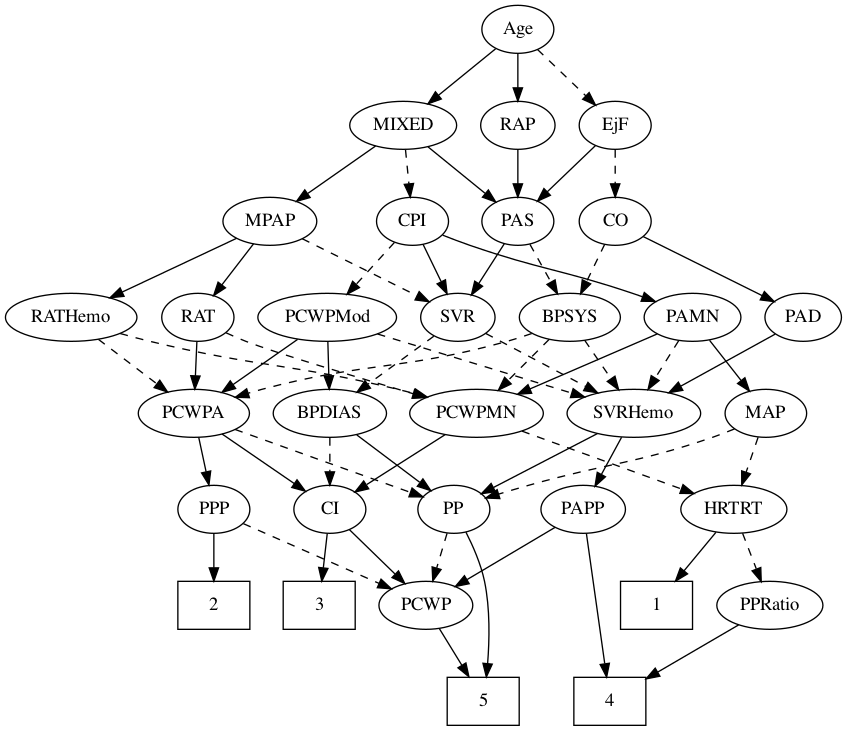 Age
MIXED RAP EjF
MPAP CPI PAS CO
RATHemo RAT PCWPMod SVR BPSYS PAMN PAD
PCWPA BPDIAS PCWPMN SVRHemo MAP
PPP CI PP PAPP HRTRT
2 3 PCWP 1 PPRatio
5 4